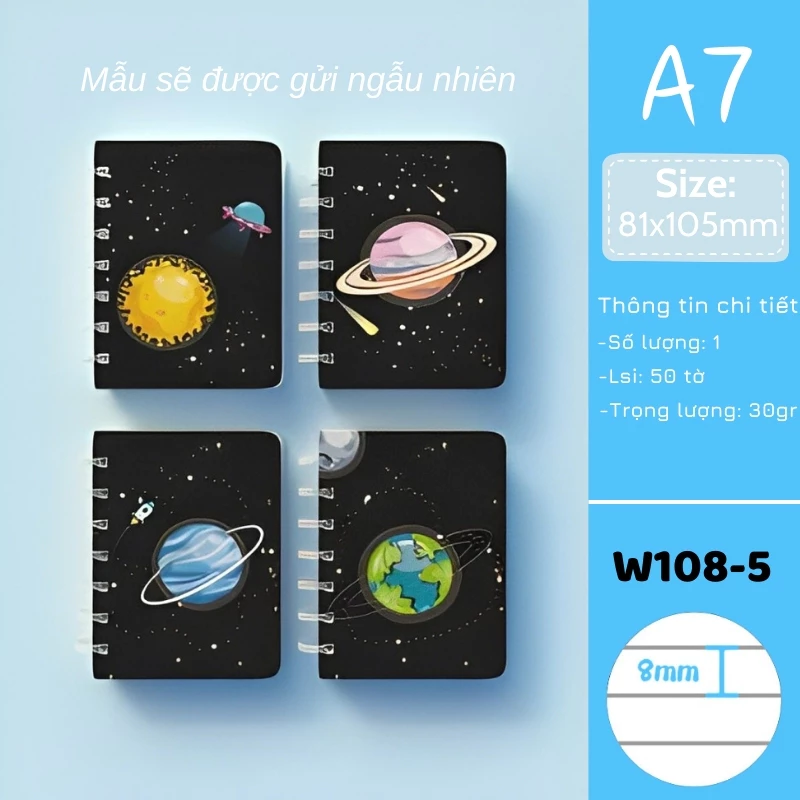 Mẫu sẽ được gửi ngẫu nhiên
A7
Size:
81x105mm
Thông tin chi tiết
-Số lượng: 1
-Lsi: 50 tờ
-Trọng lượng: 30gr
W108-5
8mm